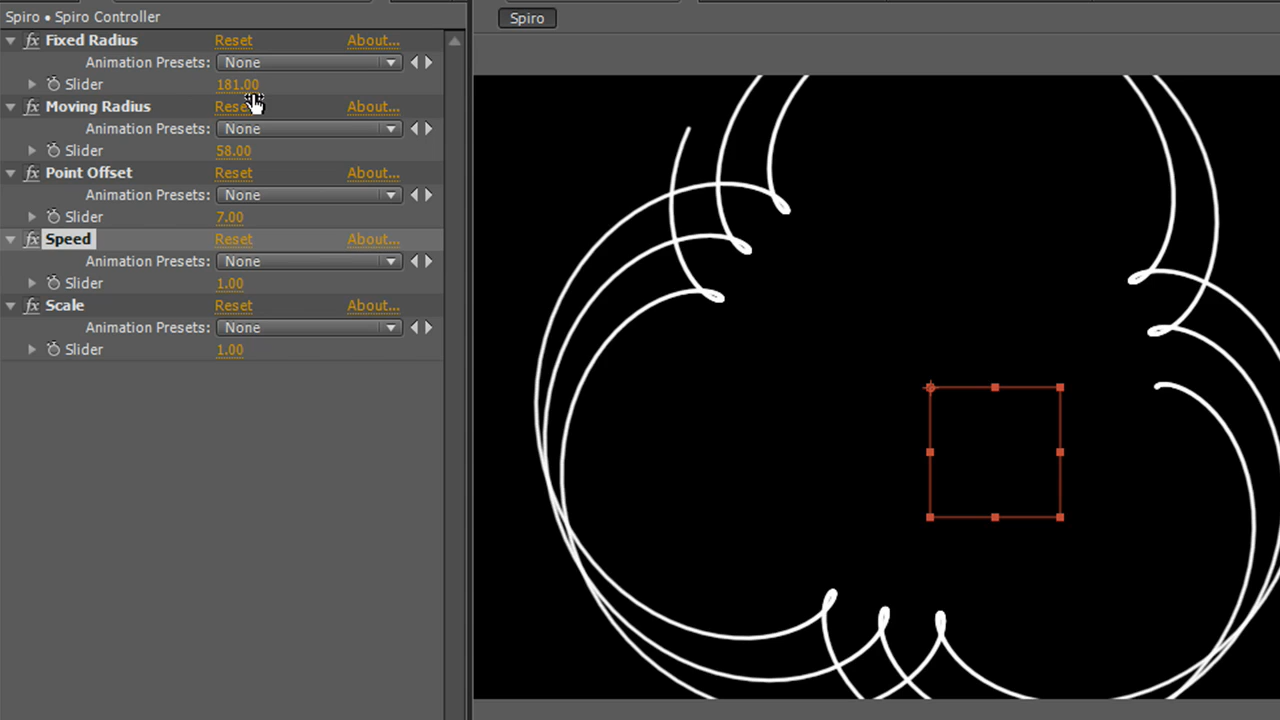 Spiro • Spiro Controller
Spiro
fx Fixed Radius Reset About...
Animation Presets: None
Slider 181.00
fx Moving Radius Reset About...
Animation Presets: None
Slider 58.00
fx Point Offset Reset About...
Animation Presets: None
Slider 7.00
fx Speed Reset About...
Animation Presets: None
Slider 1.00
fx Scale Reset About...
Animation Presets: None
Slider 1.00